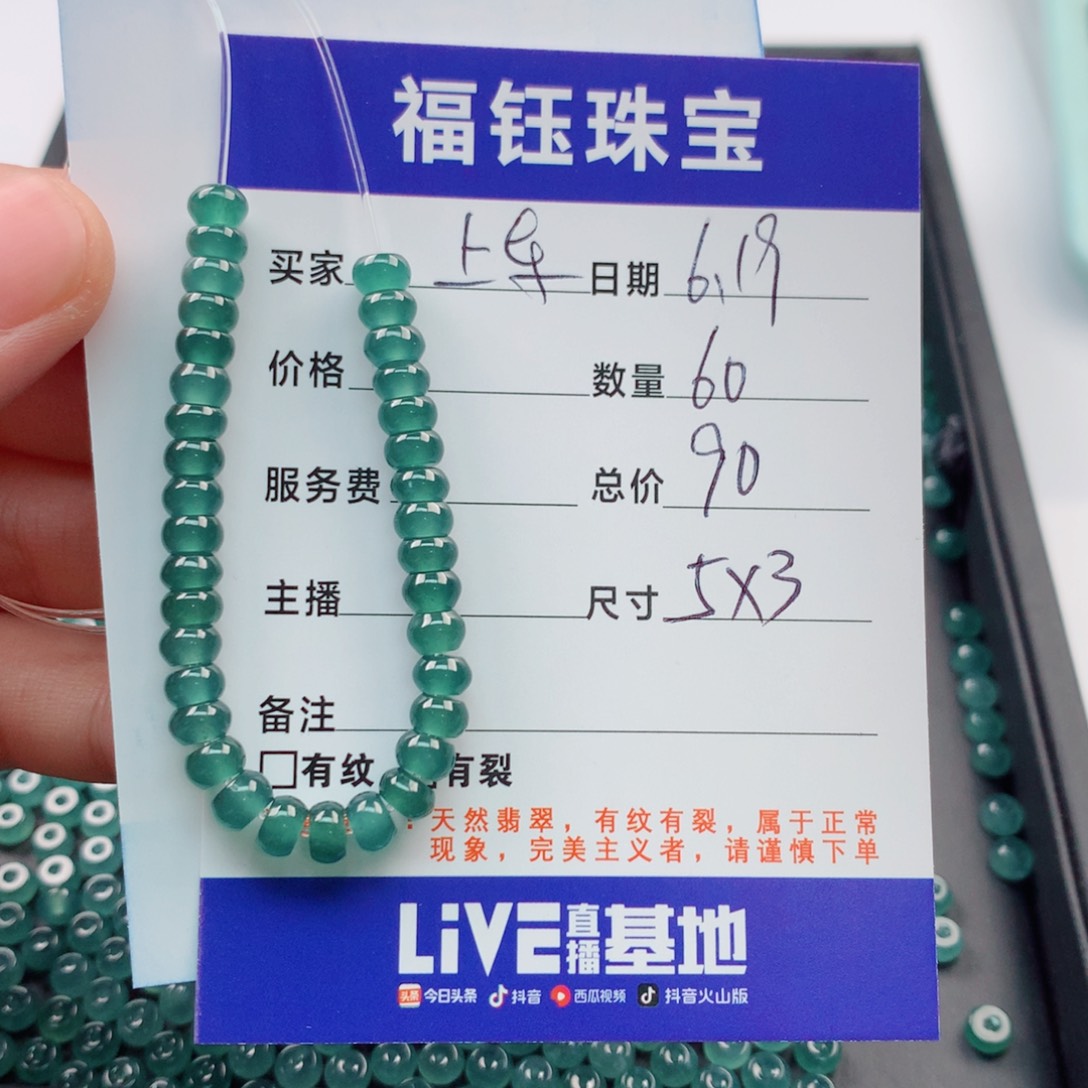 福钰珠宝
买家 日期 6.19
价格 数量 60
服务费 总价 90
主播 尺寸 5X3
备注
有纹 有裂
：天然翡翠，有纹有裂，属于正常
现象，完美主义者，请谨慎下单
LiVE直播基地
头条 今日头条 抖音 西瓜视频 抖音火山版